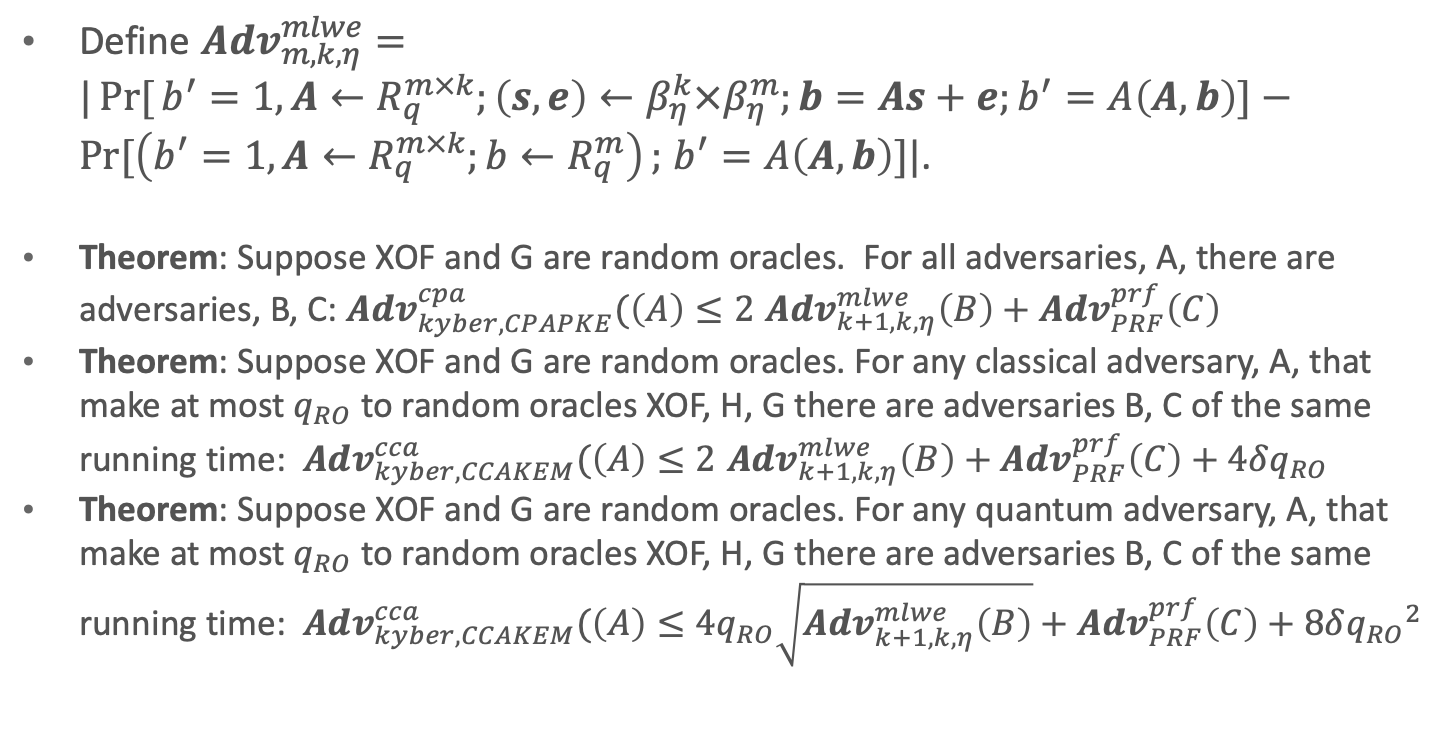 • Define 𝑨𝒅𝒗^{mlwe}_{m,k,η} =
|Pr[b′ = 1, 𝑨 ← R_q^{m×k}; (𝒔, 𝒆) ← β_η^k×β_η^m; 𝒃 = 𝑨𝒔 + 𝒆; b′ = A(𝑨, 𝒃)] −
Pr[(b′ = 1, 𝑨 ← R_q^{m×k}; b ← R_q^m); b′ = A(𝑨, 𝒃)]|.
• Theorem: Suppose XOF and G are random oracles. For all adversaries, A, there are
adversaries, B, C: 𝑨𝒅𝒗^{cpa}_{kyber,CPAPKE}((A) ≤ 2 𝑨𝒅𝒗^{mlwe}_{k+1,k,η}(B) + 𝑨𝒅𝒗^{prf}_{PRF}(C)
• Theorem: Suppose XOF and G are random oracles. For any classical adversary, A, that
make at most q_{RO} to random oracles XOF, H, G there are adversaries B, C of the same
running time: 𝑨𝒅𝒗^{cca}_{kyber,CCAKEM}((A) ≤ 2 𝑨𝒅𝒗^{mlwe}_{k+1,k,η}(B) + 𝑨𝒅𝒗^{prf}_{PRF}(C) + 4δq_{RO}
• Theorem: Suppose XOF and G are random oracles. For any quantum adversary, A, that
make at most q_{RO} to random oracles XOF, H, G there are adversaries B, C of the same
running time: 𝑨𝒅𝒗^{cca}_{kyber,CCAKEM}((A) ≤ 4q_{RO}√(𝑨𝒅𝒗^{mlwe}_{k+1,k,η}(B)) + 𝑨𝒅𝒗^{prf}_{PRF}(C) + 8δq_{RO}²